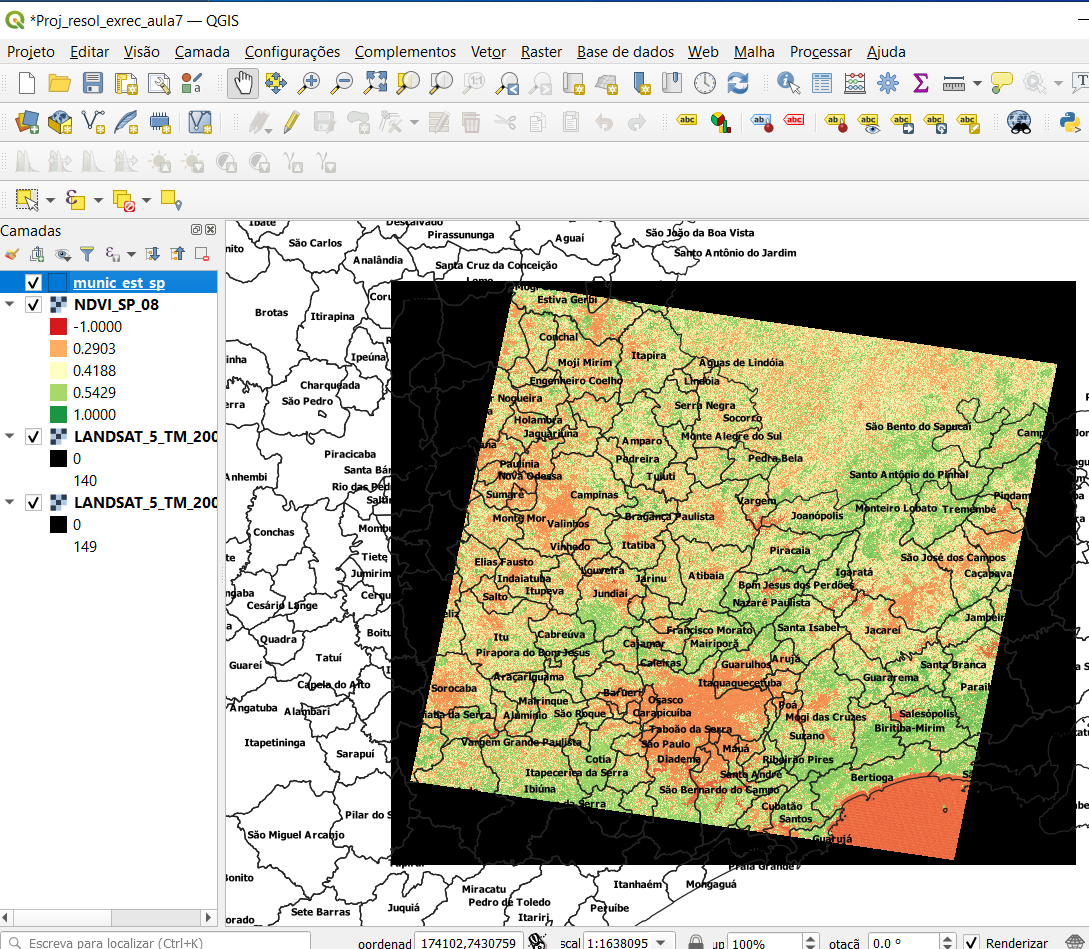 *Proj_resol_exrec_aula7 — QGIS
Projeto Editar Visão Camada Configurações Complementos Vetor Raster Base de dados Web Malha Processar Ajuda
Camadas
munic_est_sp
NDVI_SP_08
-1.0000
0.2903
0.4188
0.5429
1.0000
LANDSAT_5_TM_200
0
140
LANDSAT_5_TM_200
0
149
Descalvado
Pirassununga
São Carlos
Aguaí
São João da Boa Vista
Santo Antônio do Jardim
Analândia
Santa Cruz da Conceição
Estiva Gerbi
Brotas
Itirapina
Conchal
Itapira
Águas de Lindóia
Ipeúna
Moji Mirim
Lindóia
Engenheiro Coelho
Charqueada
São Pedro
Nogueira
Serra Negra
Socorro
Holambra
Jaguariúna
São Bento do Sapucaí
Amparo
Monte Alegre do Sul
Piracicaba
Pedreira
Pedra Bela
Paulínia
Nova Odessa
Tuiuti
Santo Antônio do Pinhal
Anhembi
Sumaré
Campinas
Vargem
Monteiro Lobato
Tremembé
Monte Mor
Valinhos
Bragança Paulista
Joanópolis
Conchas
Vinhedo
Itatiba
Piracaia
São José dos Campos
Tiete
Elias Fausto
Louveira
Jarinu
Atibaia
Igaratá
Caçapava
Indaiatuba
Itupeva
Bom Jesus dos Perdões
Cesário Lange
Salto
Jundiaí
Nazaré Paulista
Quadra
Itu
Cabreúva
Francisco Morato
Santa Isabel
Jacareí
Cajamar
Mairiporã
Tatuí
Pirapora do Bom Jesus
Guareí
Caieiras
Guarulhos
Arujá
Santa Branca
Araçariguama
Itaquaquecetuba
Guararema
Capela do Alto
Sorocaba
Barueri
Osasco
Angatuba
Alambari
Mairinque
Alumínio
São Roque
Carapicuíba
Poá
Mogi das Cruzes
Salesópolis
Taboão da Serra
Suzano
Biritiba-Mirim
Itapetininga
Vargem Grande Paulista
São Paulo
Mauá
Sarapuí
Cotia
Diadema
Ribeirão Pires
Itapecerica da Serra
Santo André
Bertioga
Ibiúna
São Bernardo do Campo
Cubatão
Santos
São Miguel Arcanjo
Guarujá
Praia Grande
Itanhaém
Mongaguá
Miracatu
Pedro de Toledo
Sete Barras
Juquiá
Itariri
Peruíbe
Escreva para localizar (Ctrl+K)
oordenad 174102,7430759 scal 1:1638095 100% otaçã 0.0 ° Renderizar